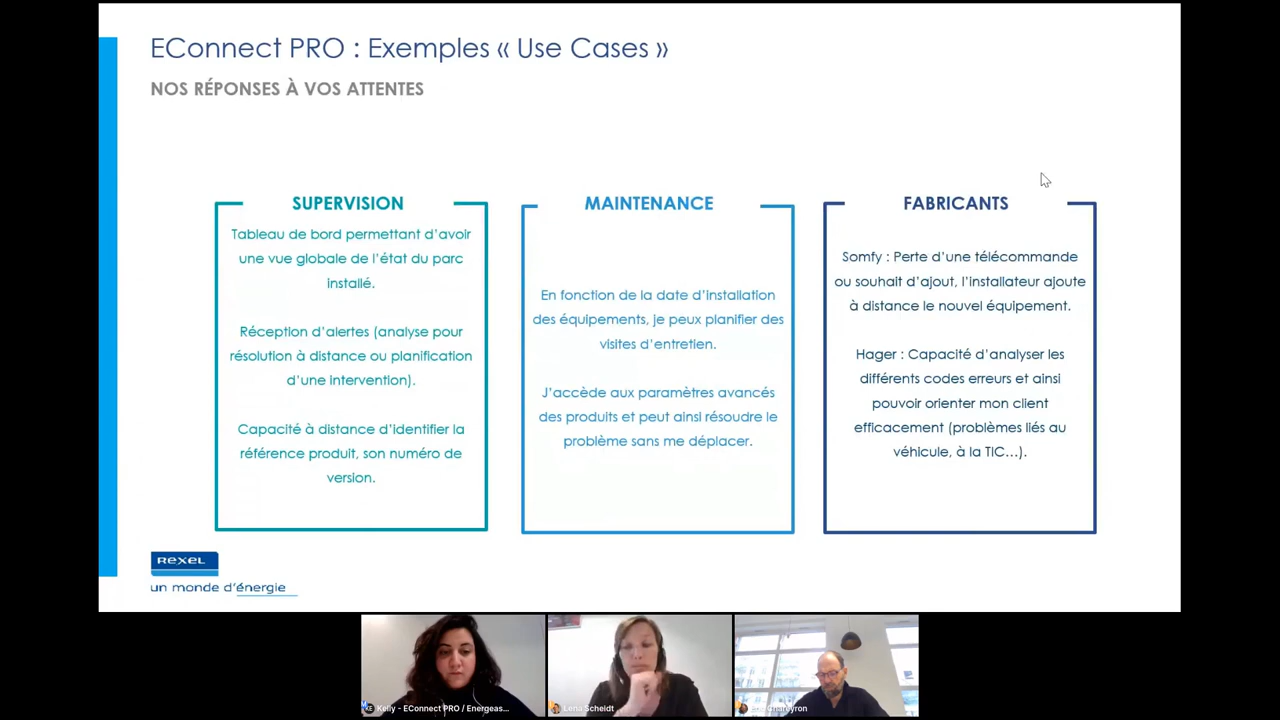 EConnect PRO : Exemples « Use Cases »
NOS RÉPONSES À VOS ATTENTES
SUPERVISION
Tableau de bord permettant d’avoir
une vue globale de l’état du parc
installé.
Réception d’alertes (analyse pour
résolution à distance ou planification
d’une intervention).
Capacité à distance d’identifier la
référence produit, son numéro de
version.
MAINTENANCE
En fonction de la date d’installation
des équipements, je peux planifier des
visites d’entretien.
J’accède aux paramètres avancés
des produits et peut ainsi résoudre le
problème sans me déplacer.
FABRICANTS
Somfy : Perte d’une télécommande
ou souhait d’ajout, l’installateur ajoute
à distance le nouvel équipement.
Hager : Capacité d’analyser les
différents codes erreurs et ainsi
pouvoir orienter mon client
efficacement (problèmes liés au
véhicule, à la TIC…).
REXEL
un monde d’énergie
Kelly - EConnect PRO / Energeas...
Lena Scheidt